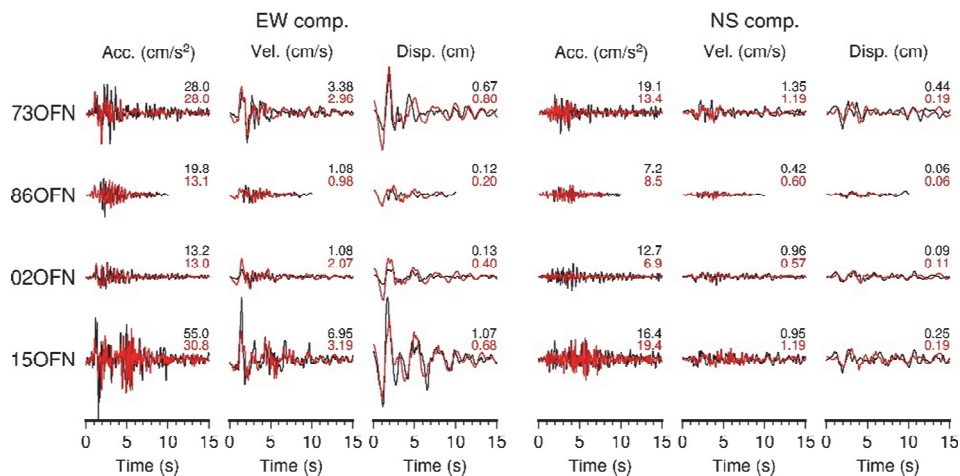 EW comp. NS comp.
Acc. (cm/s²) Vel. (cm/s) Disp. (cm) Acc. (cm/s²) Vel. (cm/s) Disp. (cm)
28.0 3.38 0.67 19.1 1.35 0.44
73OFN 28.0 2.96 0.80 13.4 1.19 0.19
19.8 1.08 0.12 7.2 0.42 0.06
86OFN 13.1 0.98 0.20 8.5 0.60 0.06
13.2 1.08 0.13 12.7 0.96 0.09
02OFN 13.0 2.07 0.40 6.9 0.57 0.11
55.0 6.95 1.07 16.4 0.95 0.25
15OFN 30.8 3.19 0.68 19.4 1.19 0.19
0 5 10 15 0 5 10 15 0 5 10 15 0 5 10 15 0 5 10 15 0 5 10 15
Time (s) Time (s) Time (s) Time (s) Time (s) Time (s)